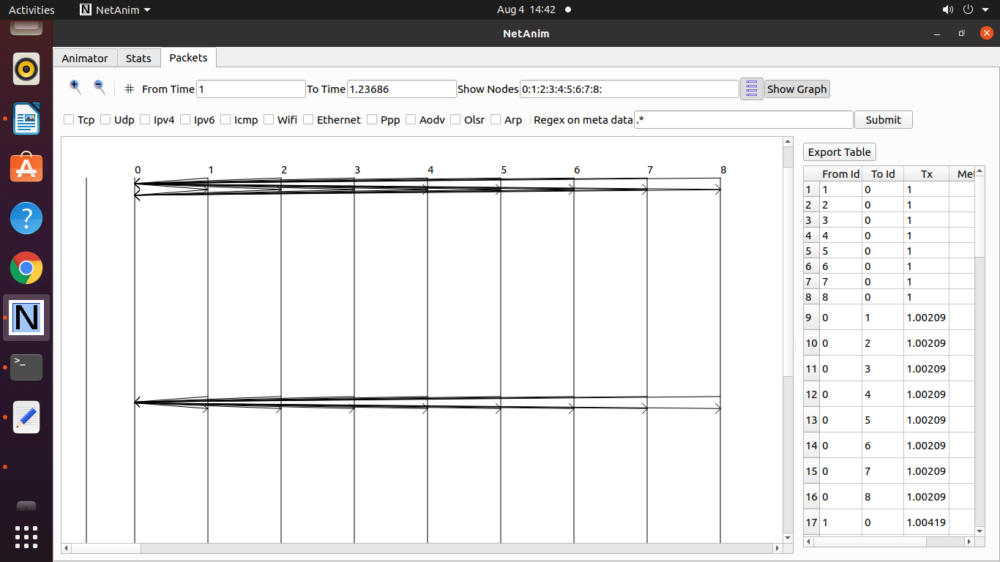 Activities NetAnim Aug 4 14:42
NetAnim
Animator Stats Packets
From Time 1 To Time 1.23686 Show Nodes 0:1:2:3:4:5:6:7:8: Show Graph
Tcp Udp Ipv4 Ipv6 Icmp Wifi Ethernet Ppp Aodv Olsr Arp Regex on meta data .* Submit
0 1 2 3 4 5 6 7 8
Export Table
From Id To Id Tx Me
1 1 0 1
2 2 0 1
3 3 0 1
4 4 0 1
5 5 0 1
6 6 0 1
7 7 0 1
8 8 0 1
9 0 1 1.00209
10 0 2 1.00209
11 0 3 1.00209
12 0 4 1.00209
13 0 5 1.00209
14 0 6 1.00209
15 0 7 1.00209
16 0 8 1.00209
17 1 0 1.00419